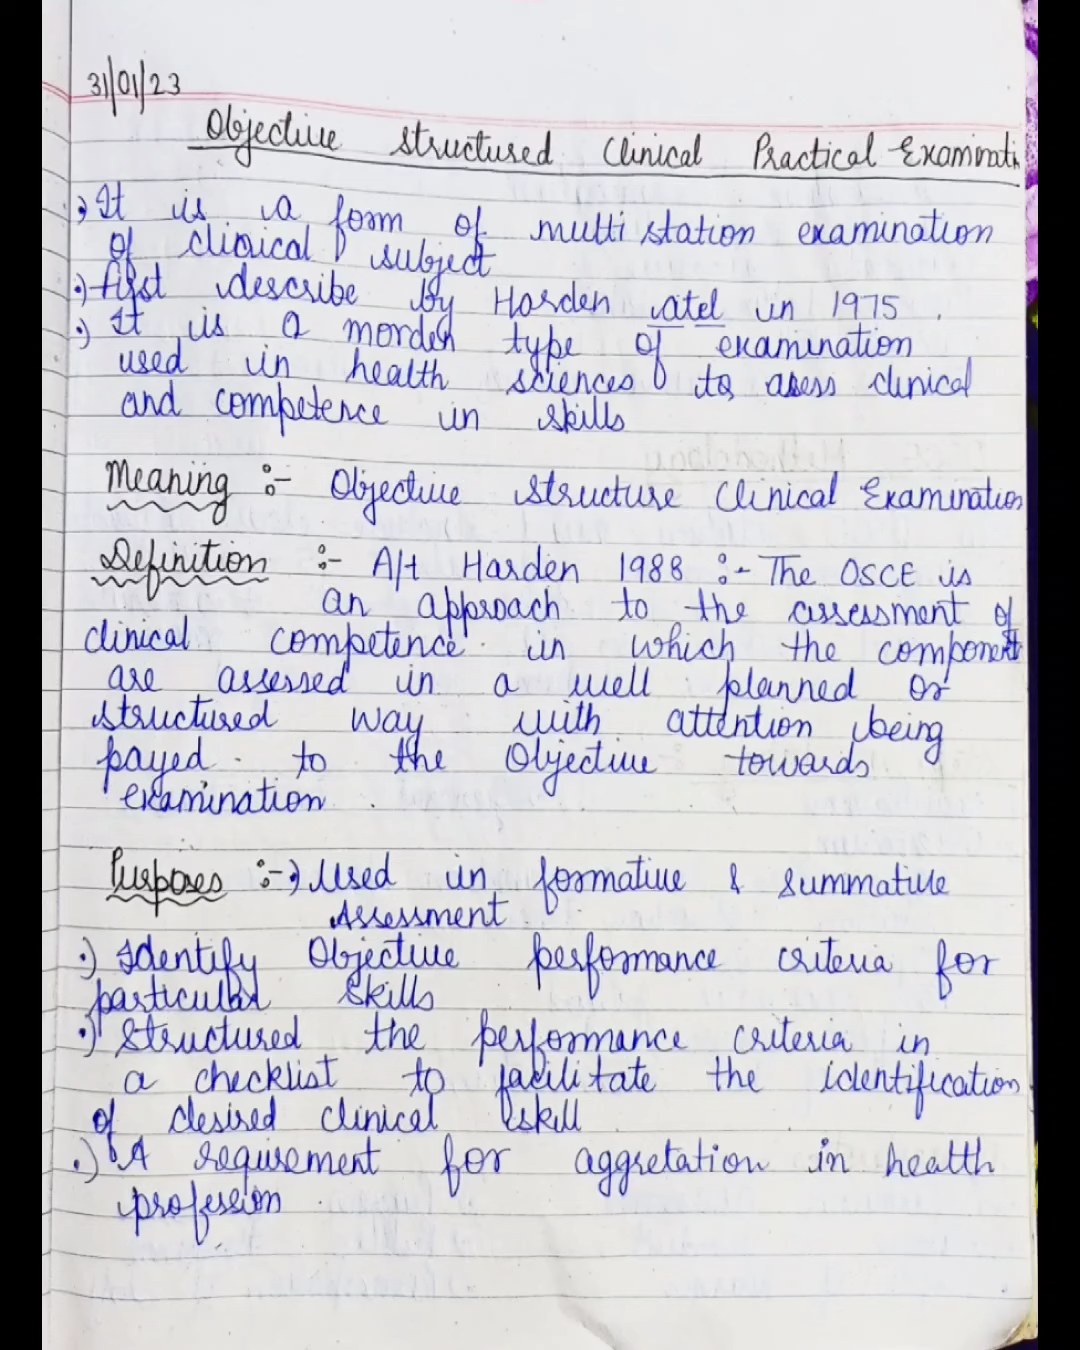 31/01/23
Objective structured Clinical Practical Examinati
•) It is a form of multi station examination
of clinical subject
•) first describe by Harden atel in 1975 .
•) It is a morden type of examination
used in health sciences to asess clinical
and competence in skills
Meaning :- Objective structure Clinical Examination
Definition :- A/t Harden 1988 :- The OSCE is
an approach to the assessment of
clinical competence in which the component
are assessed in a well planned or
structured way with attention being
payed to the Objective towards
examination .
Purposes :- •) Used in formative & summative
Assessment
•) Identify Objective performance criteria for
particular skills
•) Structured the performance criteria in
a checklist to facilitate the identification
of desired clinical skill
•) A requirement for aggretation in health
profession .